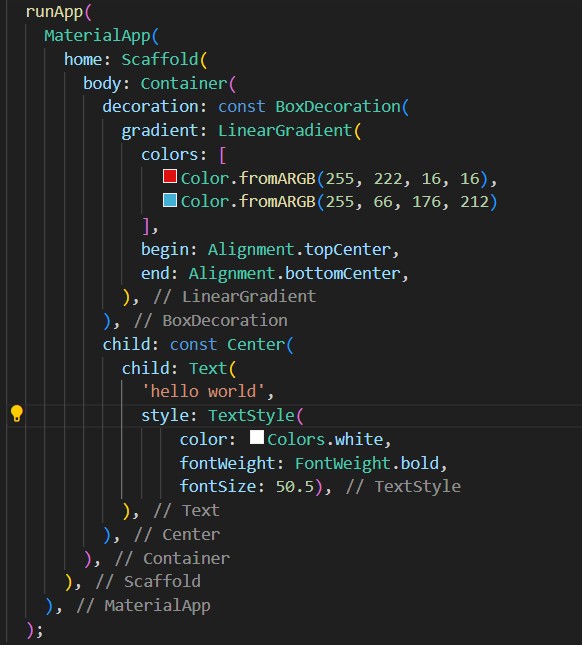 runApp(
  MaterialApp(
    home: Scaffold(
      body: Container(
        decoration: const BoxDecoration(
          gradient: LinearGradient(
            colors: [
              Color.fromARGB(255, 222, 16, 16),
              Color.fromARGB(255, 66, 176, 212)
            ],
            begin: Alignment.topCenter,
            end: Alignment.bottomCenter,
          ), // LinearGradient
        ), // BoxDecoration
        child: const Center(
          child: Text(
            'hello world',
            style: TextStyle(
                color: Colors.white,
                fontWeight: FontWeight.bold,
                fontSize: 50.5), // TextStyle
          ), // Text
        ), // Center
      ), // Container
    ), // Scaffold
  ), // MaterialApp
);